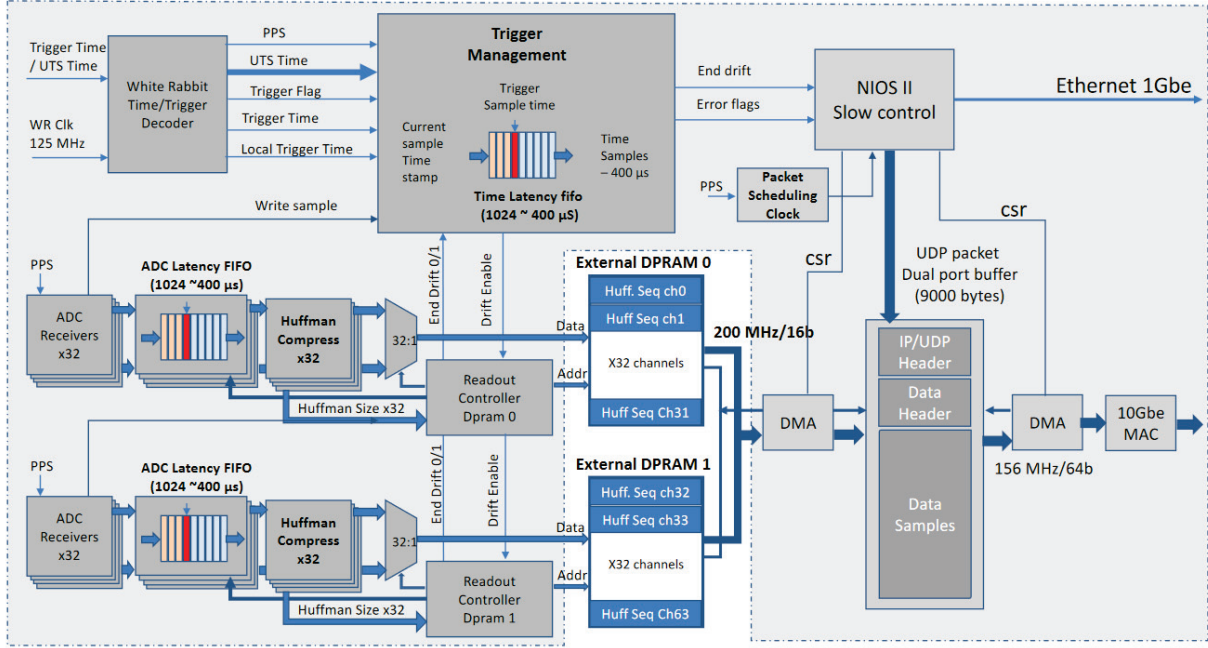 Trigger Time
/ UTS Time
WR Clk
125 MHz
White Rabbit
Time/Trigger
Decoder
PPS
UTS Time
Trigger Flag
Trigger Time
Local Trigger Time
Write sample
Trigger
Management
Trigger
Sample time
Current
sample
Time
stamp
Time
Samples
– 400 µs
Time Latency fifo
(1024 ~ 400 µS)
End drift
Error flags
NIOS II
Slow control
Ethernet 1Gbe
PPS
Packet
Scheduling
Clock
csr
csr
UDP packet
Dual port buffer
(9000 bytes)
PPS
ADC Latency FIFO
(1024 ~400 µs)
ADC
Receivers
x32
Huffman
Compress
x32
32:1
Huffman Size x32
End Drift 0/1
Drift Enable
Readout
Controller
Dpram 0
Data
Addr
External DPRAM 0
Huff. Seq ch0
Huff Seq ch1
X32 channels
Huff Seq Ch31
200 MHz/16b
DMA
IP/UDP
Header
Data
Header
Data
Samples
DMA
10Gbe
MAC
156 MHz/64b
PPS
ADC Latency FIFO
(1024 ~400 µs)
ADC
Receivers
x32
Huffman
Compress
x32
32:1
Huffman Size x32
End Drift 0/1
Drift Enable
Readout
Controller
Dpram 1
Data
Addr
External DPRAM 1
Huff. Seq ch32
Huff Seq ch33
X32 channels
Huff Seq Ch63